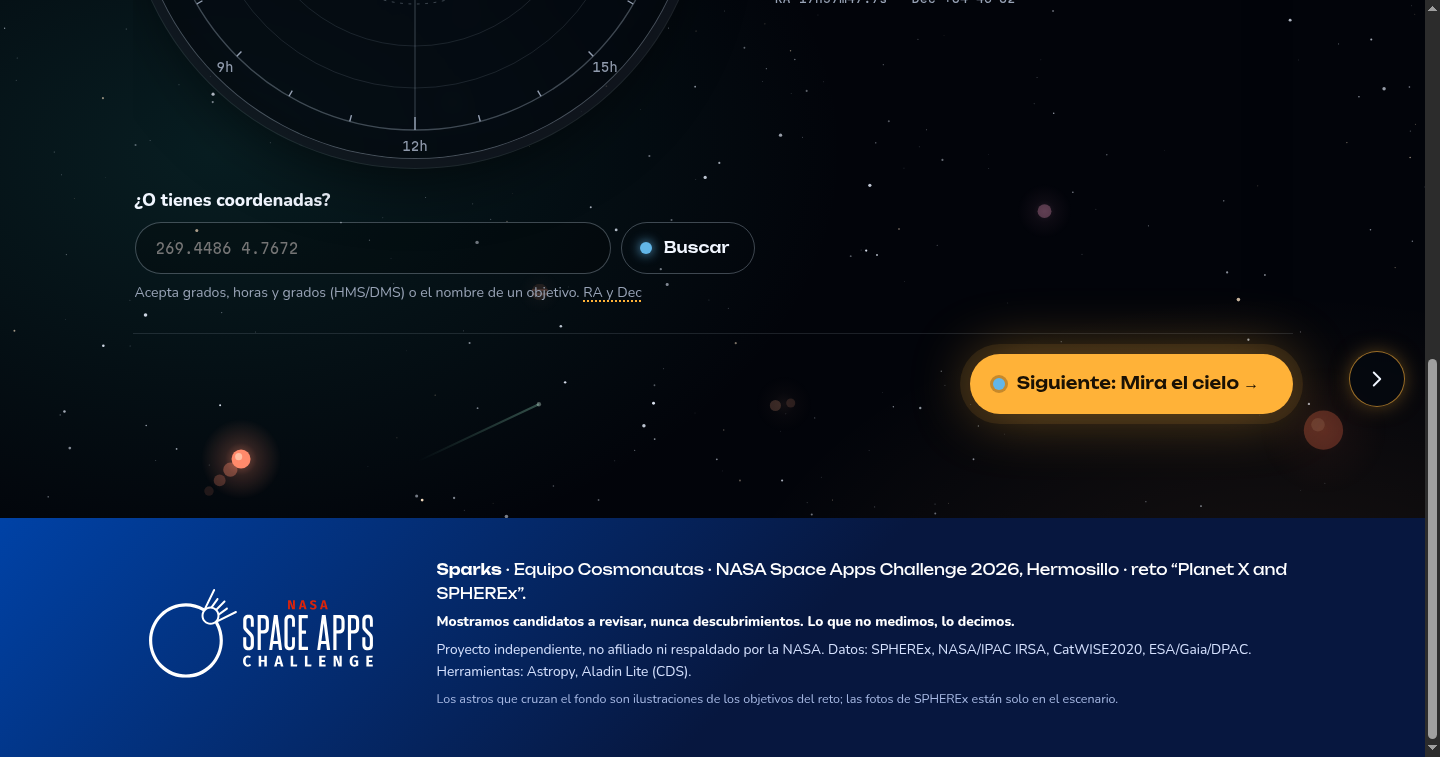 9h
15h
12h
¿O tienes coordenadas?
269.4486 4.7672
Buscar
Acepta grados, horas y grados (HMS/DMS) o el nombre de un objetivo. RA y Dec
Siguiente: Mira el cielo →
NASA
SPACE APPS
CHALLENGE
Sparks · Equipo Cosmonautas · NASA Space Apps Challenge 2026, Hermosillo · reto “Planet X and
SPHEREx”.
Mostramos candidatos a revisar, nunca descubrimientos. Lo que no medimos, lo decimos.
Proyecto independiente, no afiliado ni respaldado por la NASA. Datos: SPHEREx, NASA/IPAC IRSA, CatWISE2020, ESA/Gaia/DPAC.
Herramientas: Astropy, Aladin Lite (CDS).
Los astros que cruzan el fondo son ilustraciones de los objetivos del reto; las fotos de SPHEREx están solo en el escenario.